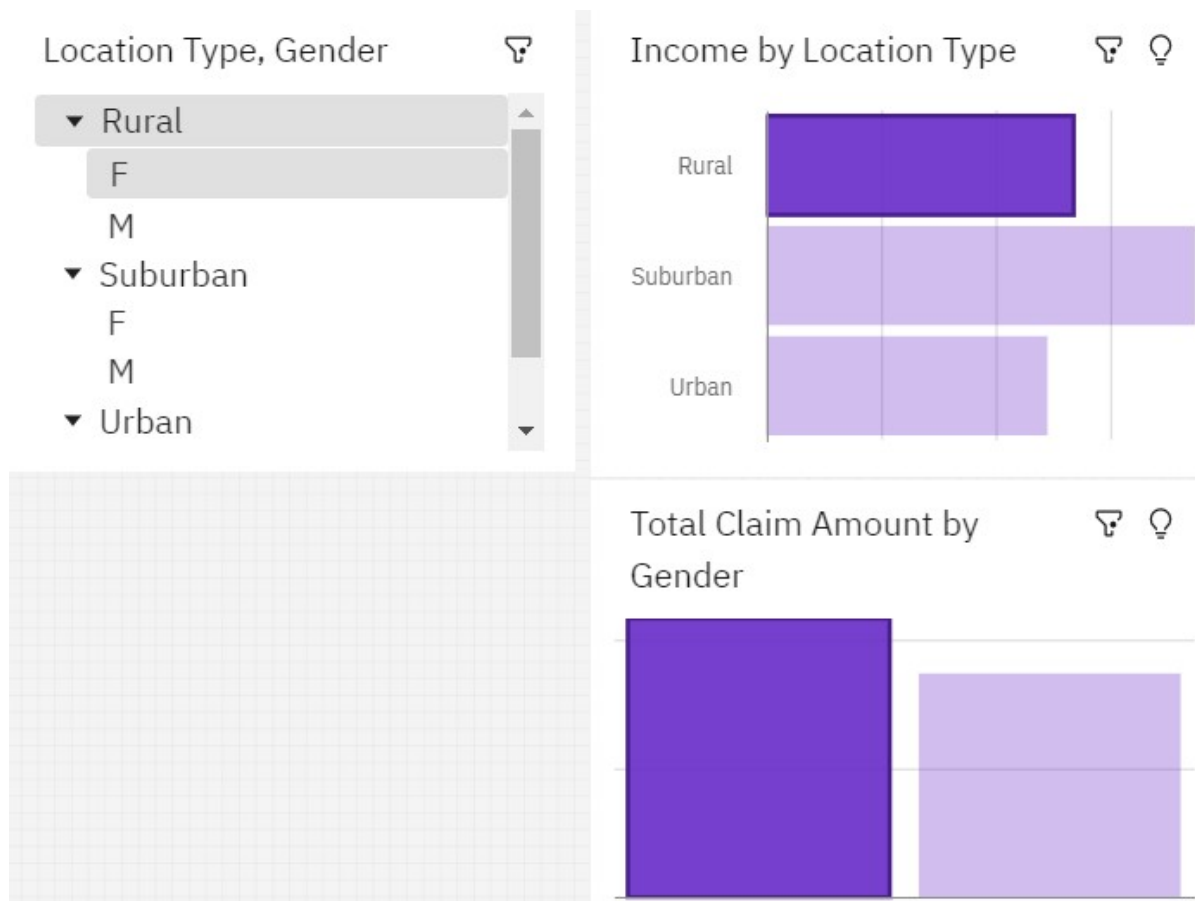 Location Type, Gender
Rural
F
M
Suburban
F
M
Urban
Income by Location Type
Rural
Suburban
Urban
Total Claim Amount by
Gender